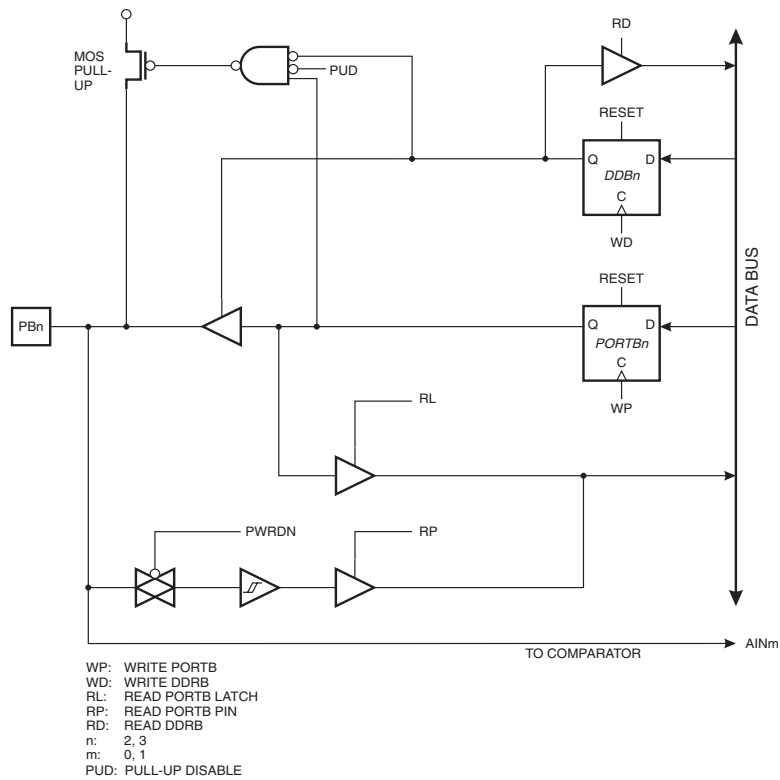 RD
MOS
PULL-
UP
PUD
RESET
Q D
DDBn
C
WD
RESET
PBn
Q D
PORTBn
C
WP
DATA BUS
RL
PWRDN
RP
TO COMPARATOR
AINm
WP: WRITE PORTB
WD: WRITE DDRB
RL: READ PORTB LATCH
RP: READ PORTB PIN
RD: READ DDRB
n: 2, 3
m: 0, 1
PUD: PULL-UP DISABLE